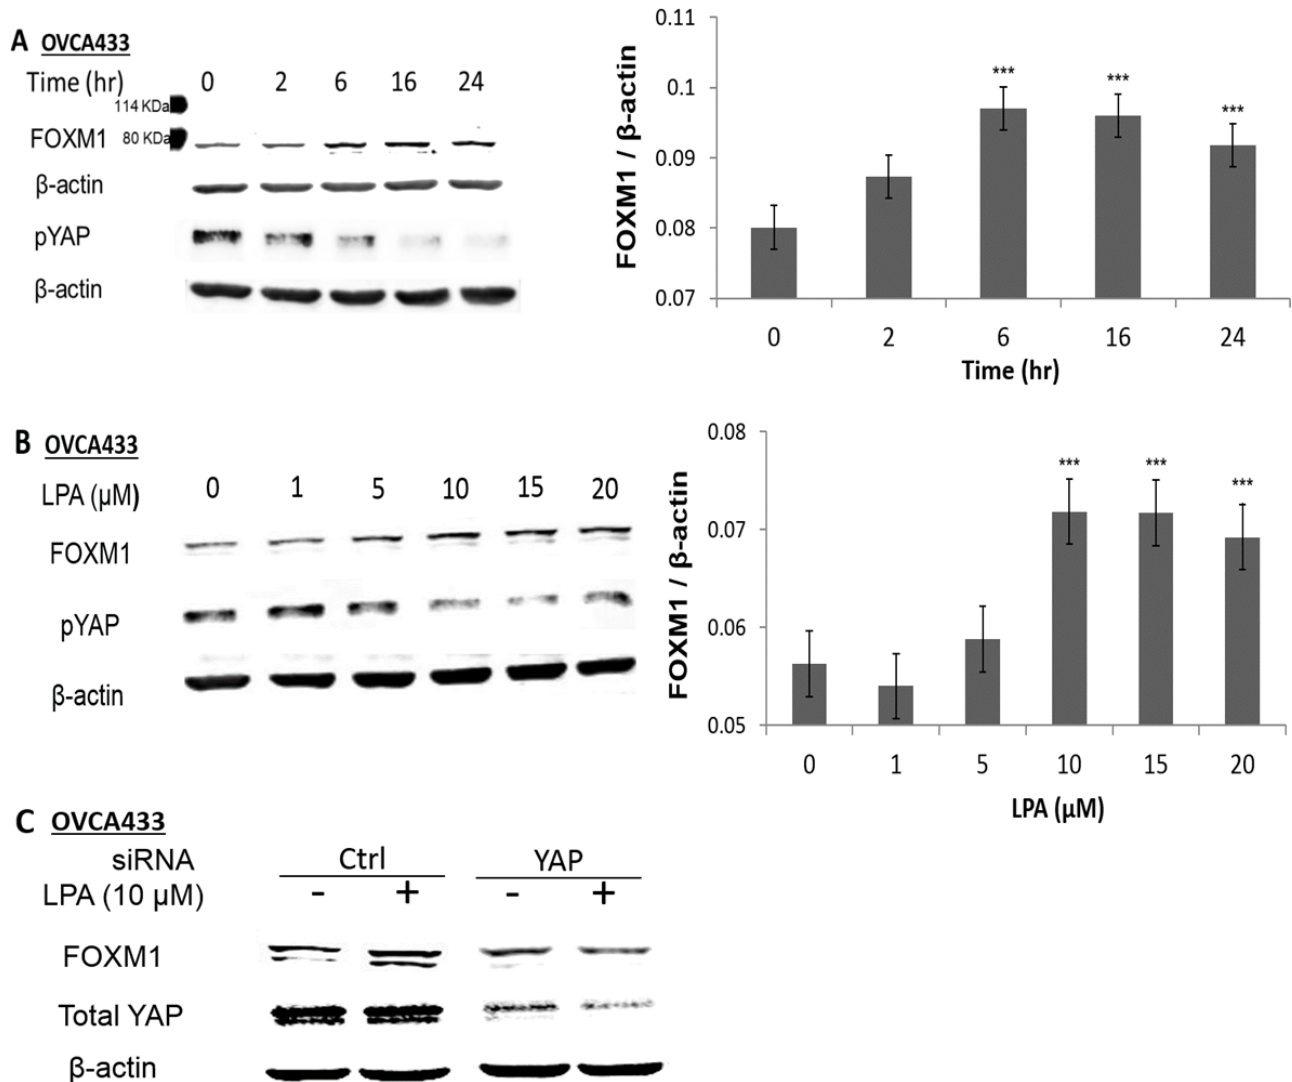 A OVCA433
Time (hr) 0 2 6 16 24
114 KDa
FOXM1 80 KDa
β-actin
pYAP
β-actin
FOXM1 / β-actin
0.11
0.1
0.09
0.08
0.07
*** *** ***
0 2 6 16 24
Time (hr)
B OVCA433
LPA (µM) 0 1 5 10 15 20
FOXM1
pYAP
β-actin
FOXM1 / β-actin
0.08
0.07
0.06
0.05
*** *** ***
0 1 5 10 15 20
LPA (µM)
C OVCA433
siRNA Ctrl YAP
LPA (10 µM) - + - +
FOXM1
Total YAP
β-actin